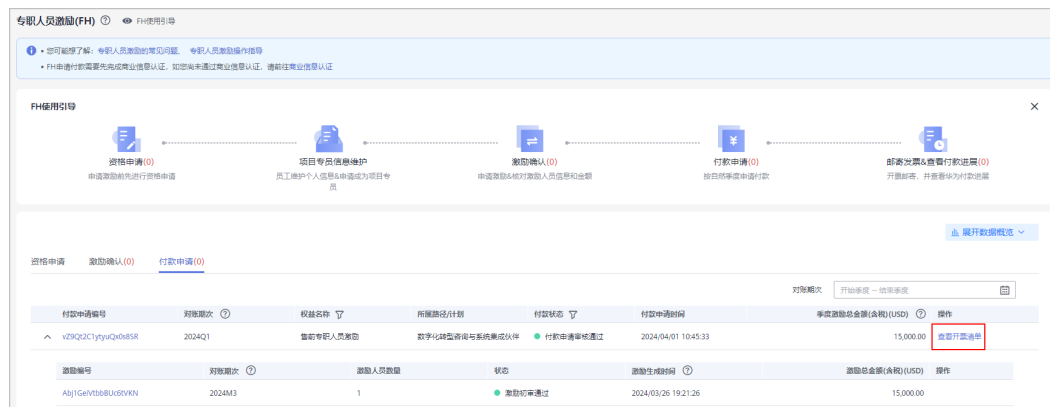 专职人员激励(FH) FH使用引导
• 您可能想了解：专职人员激励的常见问题、 专职人员激励操作指导
• FH申请付款需要先完成商业信息认证，如您尚未通过商业信息认证，请前往商业信息认证
FH使用引导
资格申请(0)
申请激励前先进行资格申请
项目专员信息维护
员工维护个人信息&申请成为项目专
员
激励确认(0)
申请激励&核对激励人员信息和金额
付款申请(0)
按自然季度申请付款
邮寄发票&查看付款进展(0)
开票邮寄，并查看华为付款进展
展开数据概览
资格申请 激励确认(0) 付款申请(0)
对账期次 开始季度 – 结束季度
付款申请编号 对账期次 权益名称 所属路径/计划 付款状态 付款申请时间 季度激励总金额(含税)(USD) 操作
vZ9Qt2C1ytyuQx0s8SR 2024Q1 售前专职人员激励 数字化转型咨询与系统集成伙伴 付款申请审核通过 2024/04/01 10:45:33 15,000.00 查看开票清单
激励编号 对账期次 激励人员数量 状态 激励生成时间 激励总金额(含税)(USD) 操作
Abj1GeIVtbbBUc6tVKN 2024M3 1 激励初审通过 2024/03/26 19:21:26 15,000.00